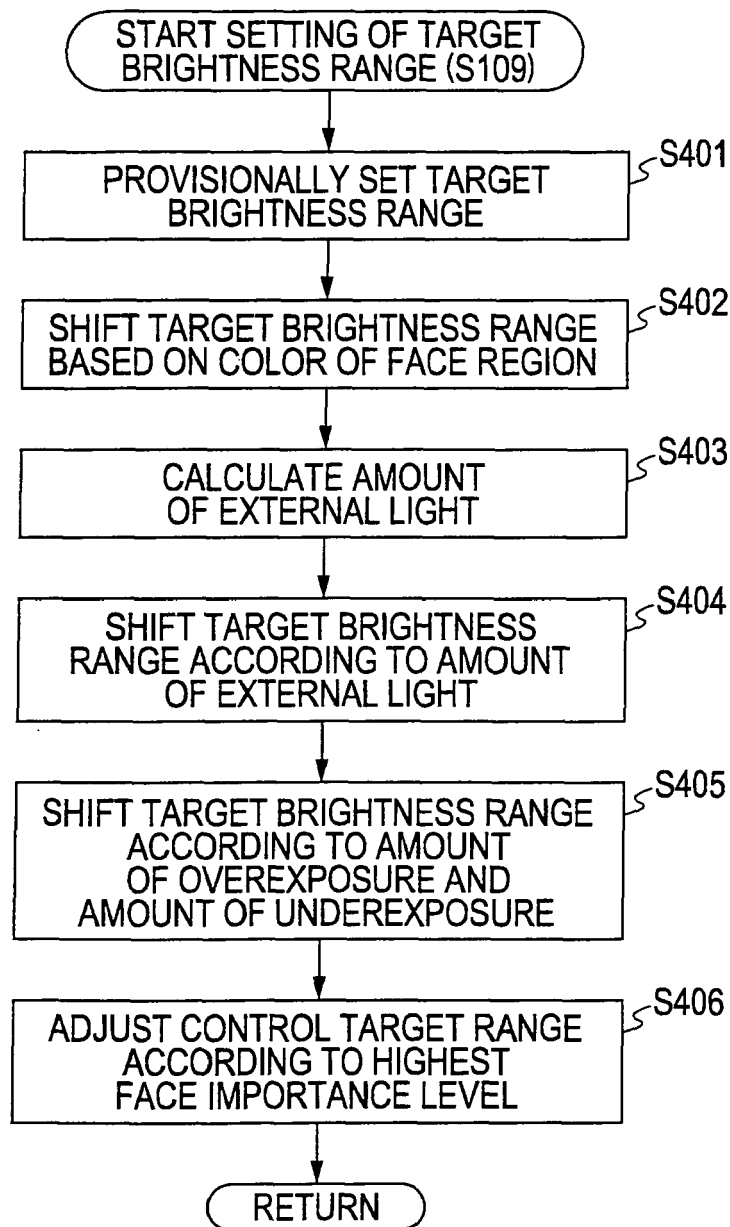 START SETTING OF TARGET
BRIGHTNESS RANGE (S109)
S401
PROVISIONALLY SET TARGET
BRIGHTNESS RANGE
S402
SHIFT TARGET BRIGHTNESS RANGE
BASED ON COLOR OF FACE REGION
S403
CALCULATE AMOUNT
OF EXTERNAL LIGHT
S404
SHIFT TARGET BRIGHTNESS
RANGE ACCORDING TO AMOUNT
OF EXTERNAL LIGHT
S405
SHIFT TARGET BRIGHTNESS RANGE
ACCORDING TO AMOUNT
OF OVEREXPOSURE AND
AMOUNT OF UNDEREXPOSURE
S406
ADJUST CONTROL TARGET RANGE
ACCORDING TO HIGHEST
FACE IMPORTANCE LEVEL
RETURN